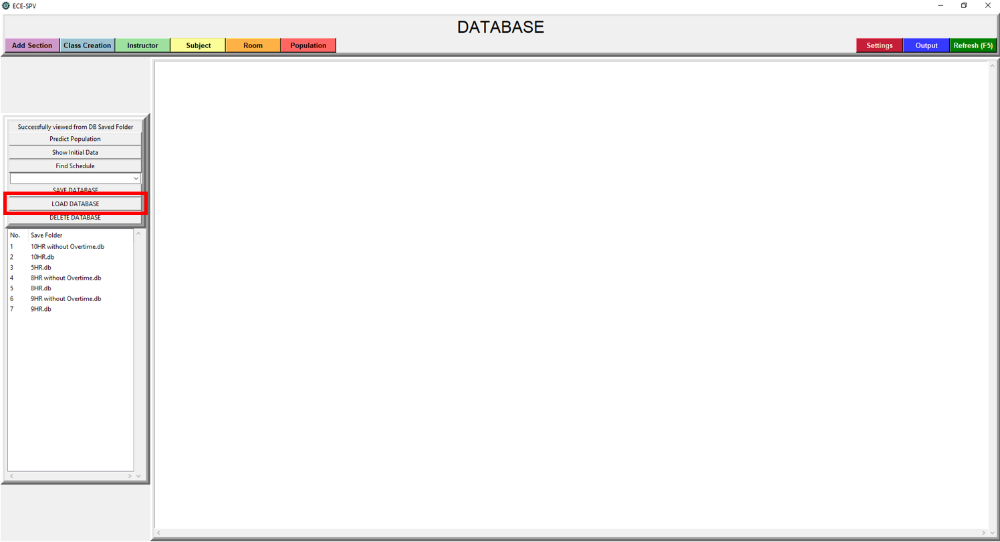 ECE-SPV
DATABASE
Add Section Class Creation Instructor Subject Room Population Settings Output Refresh (F5)
Successfully viewed from DB Saved Folder
Predict Population
Show Initial Data
Find Schedule
SAVE DATABASE
LOAD DATABASE
DELETE DATABASE
No. Save Folder
1 10HR without Overtime.db
2 10HR.db
3 5HR.db
4 8HR without Overtime.db
5 8HR.db
6 9HR without Overtime.db
7 9HR.db